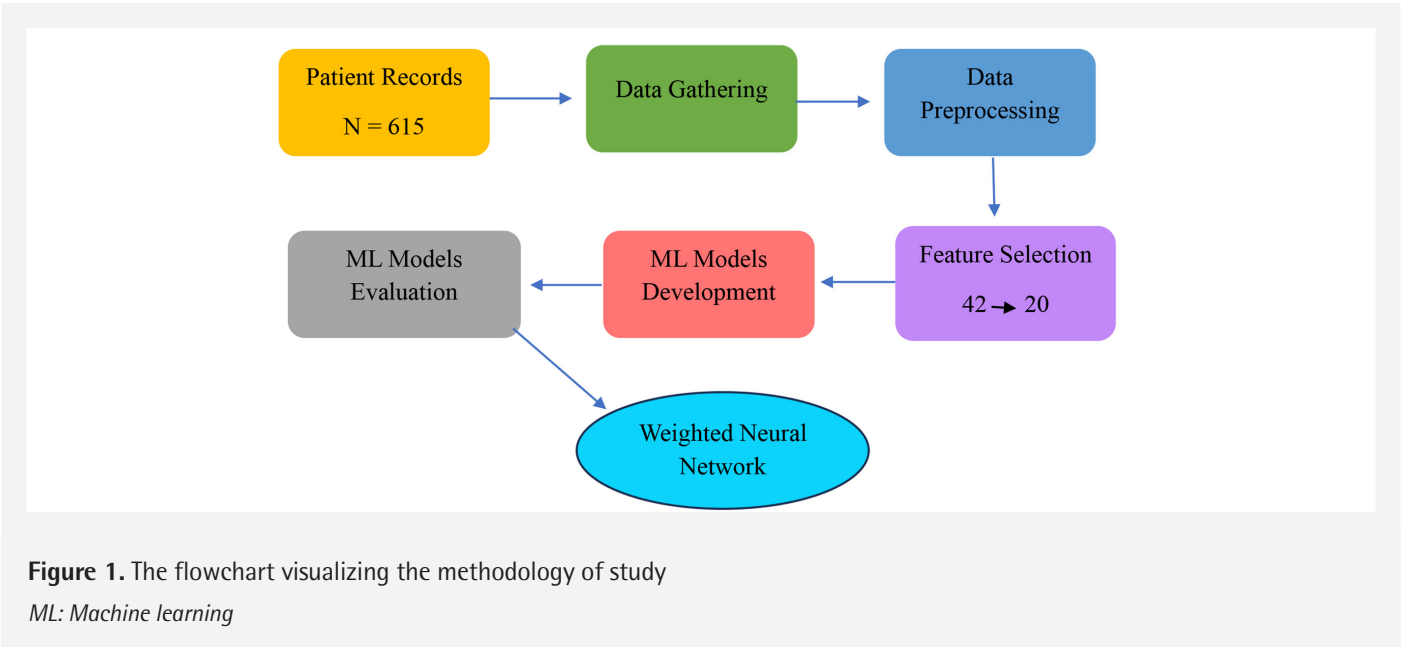 Patient Records
N = 615
Data Gathering
Data
Preprocessing
Feature Selection
42 → 20
ML Models
Development
ML Models
Evaluation
Weighted Neural
Network
Figure 1. The flowchart visualizing the methodology of study
ML: Machine learning